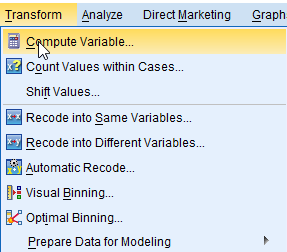 Transform Analyze Direct Marketing Graph
Compute Variable...
Count Values within Cases...
Shift Values...
Recode into Same Variables...
Recode into Different Variables...
Automatic Recode...
Visual Binning...
Optimal Binning...
Prepare Data for Modeling